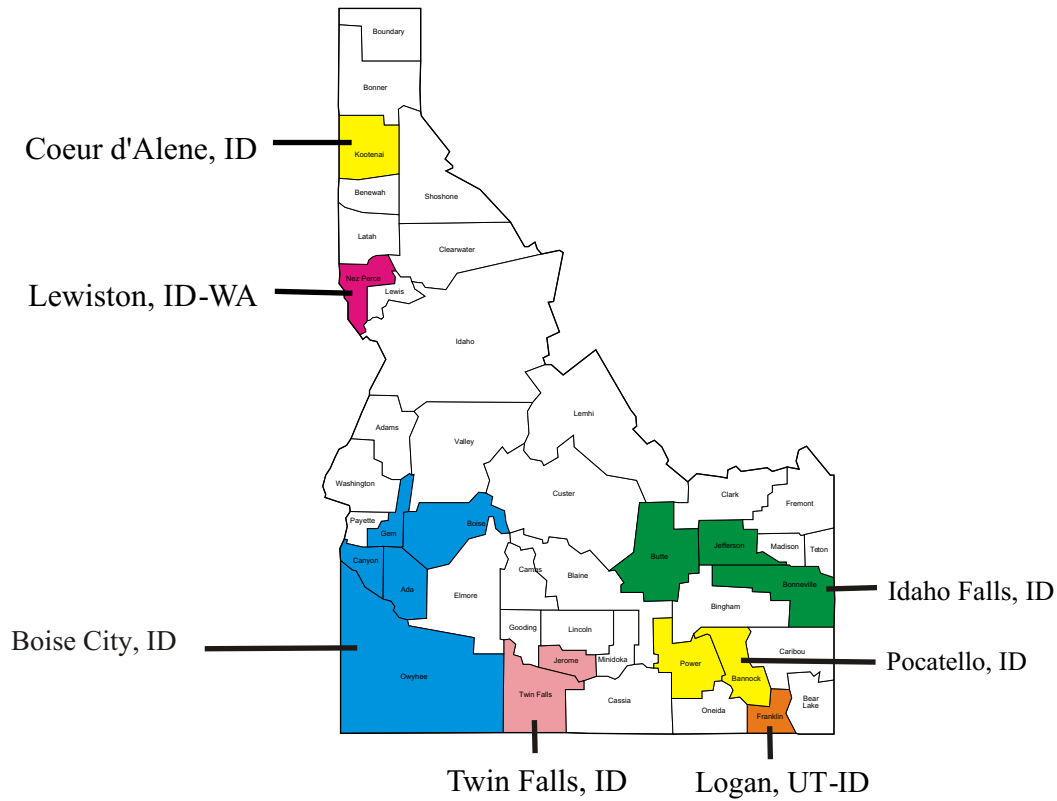 Boundary
Bonner
Coeur d'Alene, ID
Kootenai
Benewah
Shoshone
Latah
Clearwater
Nez Parce
Lewiston, ID-WA
Lewis
Idaho
Lemhi
Adams
Valley
Washington
Custer
Clark
Fremont
Payette
Gem
Boise
Butte
Jefferson
Madison
Teton
Canyon
Ada
Camas
Blaine
Bonneville
Idaho Falls, ID
Elmore
Bingham
Gooding
Lincoln
Boise City, ID
Jerome
Minidoka
Power
Caribou
Pocatello, ID
Owyhee
Bannock
Twin Falls
Cassia
Oneida
Franklin
Bear
Lake
Twin Falls, ID
Logan, UT-ID